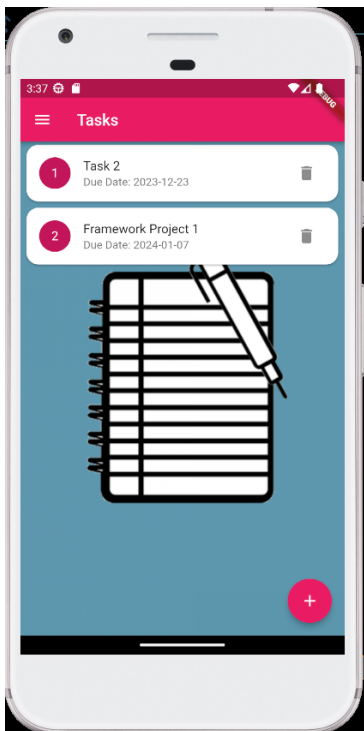 3:37
DEBUG
Tasks
1
Task 2
Due Date: 2023-12-23
2
Framework Project 1
Due Date: 2024-01-07
+